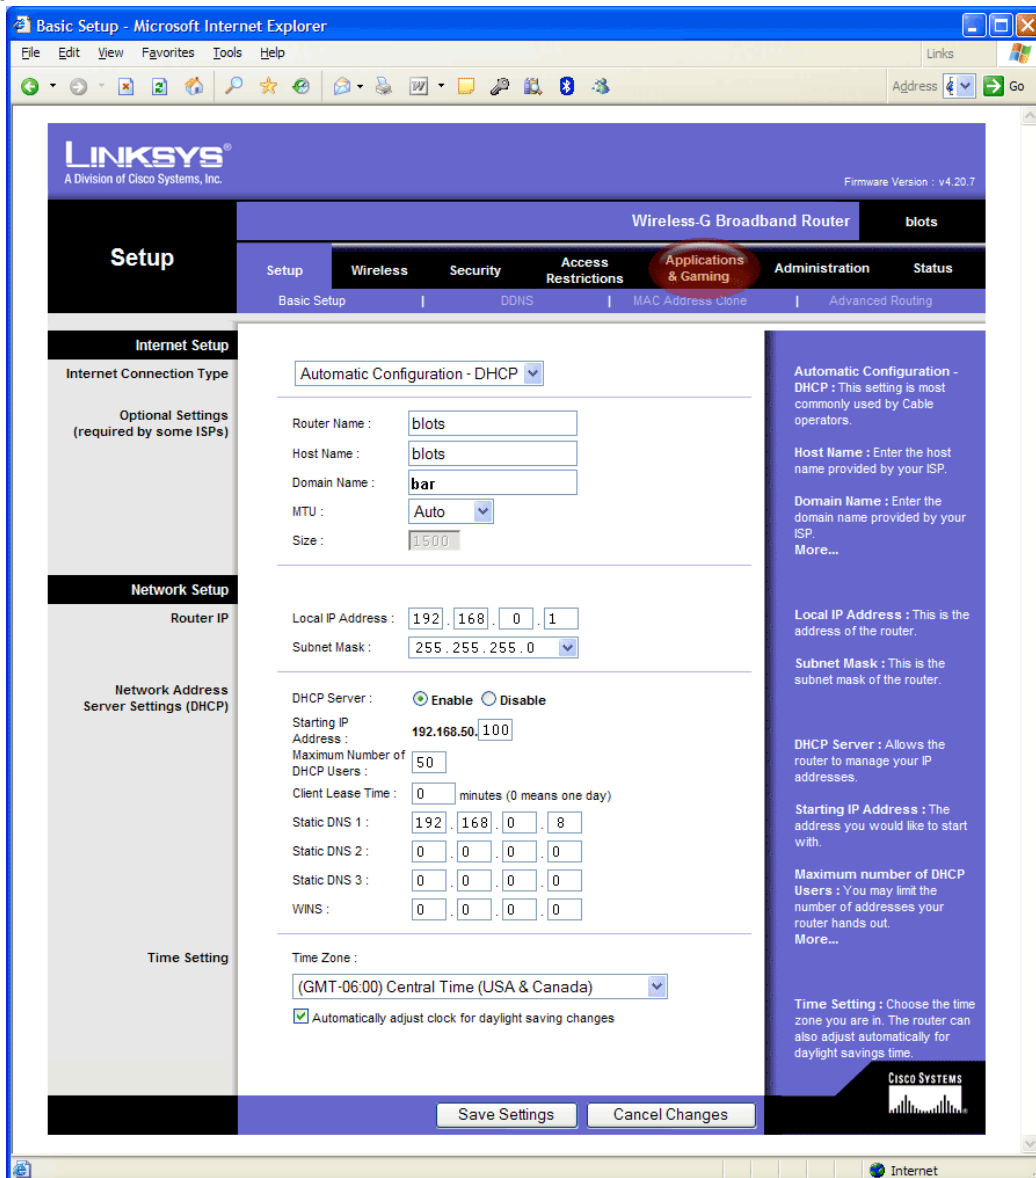 Basic Setup - Microsoft Internet Explorer
File Edit View Favorites Tools Help Links
Address Go
LINKSYS®
A Division of Cisco Systems, Inc.
Firmware Version : v4.20.7
Wireless-G Broadband Router blots
Setup
Setup Wireless Security Access Restrictions Applications & Gaming Administration Status
Basic Setup | DDNS | MAC Address Clone | Advanced Routing
Internet Setup
Internet Connection Type
Automatic Configuration - DHCP
Optional Settings
(required by some ISPs)
Router Name : blots
Host Name : blots
Domain Name : bar
MTU : Auto
Size : 1500
Network Setup
Router IP
Local IP Address : 192 . 168 . 0 . 1
Subnet Mask : 255.255.255.0
Network Address
Server Settings (DHCP)
DHCP Server : Enable Disable
Starting IP
Address : 192.168.50. 100
Maximum Number of
DHCP Users : 50
Client Lease Time : 0 minutes (0 means one day)
Static DNS 1 : 192 . 168 . 0 . 8
Static DNS 2 : 0 . 0 . 0 . 0
Static DNS 3 : 0 . 0 . 0 . 0
WINS : 0 . 0 . 0 . 0
Time Setting
Time Zone :
(GMT-06:00) Central Time (USA & Canada)
Automatically adjust clock for daylight saving changes
Automatic Configuration -
DHCP : This setting is most
commonly used by Cable
operators.
Host Name : Enter the host
name provided by your ISP.
Domain Name : Enter the
domain name provided by your
ISP.
More...
Local IP Address : This is the
address of the router.
Subnet Mask : This is the
subnet mask of the router.
DHCP Server : Allows the
router to manage your IP
addresses.
Starting IP Address : The
address you would like to start
with.
Maximum number of DHCP
Users : You may limit the
number of addresses your
router hands out.
More...
Time Setting : Choose the time
zone you are in. The router can
also adjust automatically for
daylight savings time.
CISCO SYSTEMS
Save Settings Cancel Changes
Internet